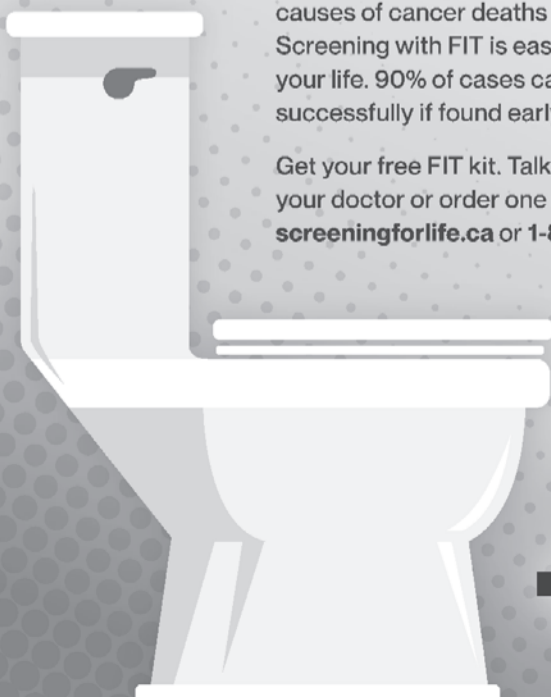 causes of cancer deaths
Screening with FIT is eas
your life. 90% of cases ca
successfully if found earl
Get your free FIT kit. Talk
your doctor or order one
screeningforlife.ca or 1-8